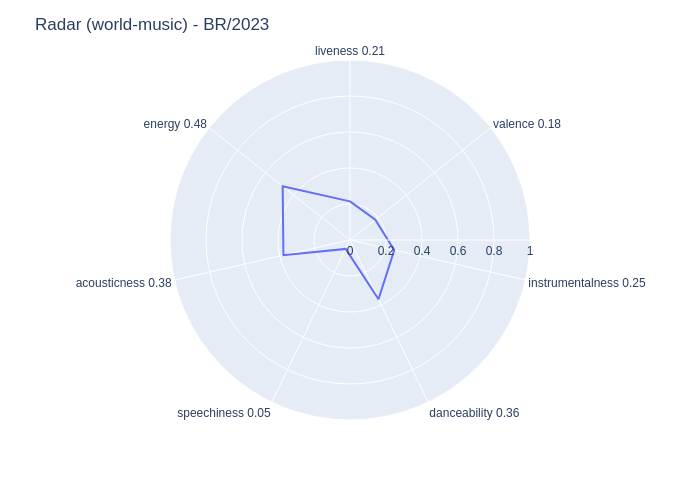 Radar (world-music) - BR/2023
liveness 0.21
energy 0.48
valence 0.18
0 0.2 0.4 0.6 0.8 1
acousticness 0.38
instrumentalness 0.25
speechiness 0.05
danceability 0.36